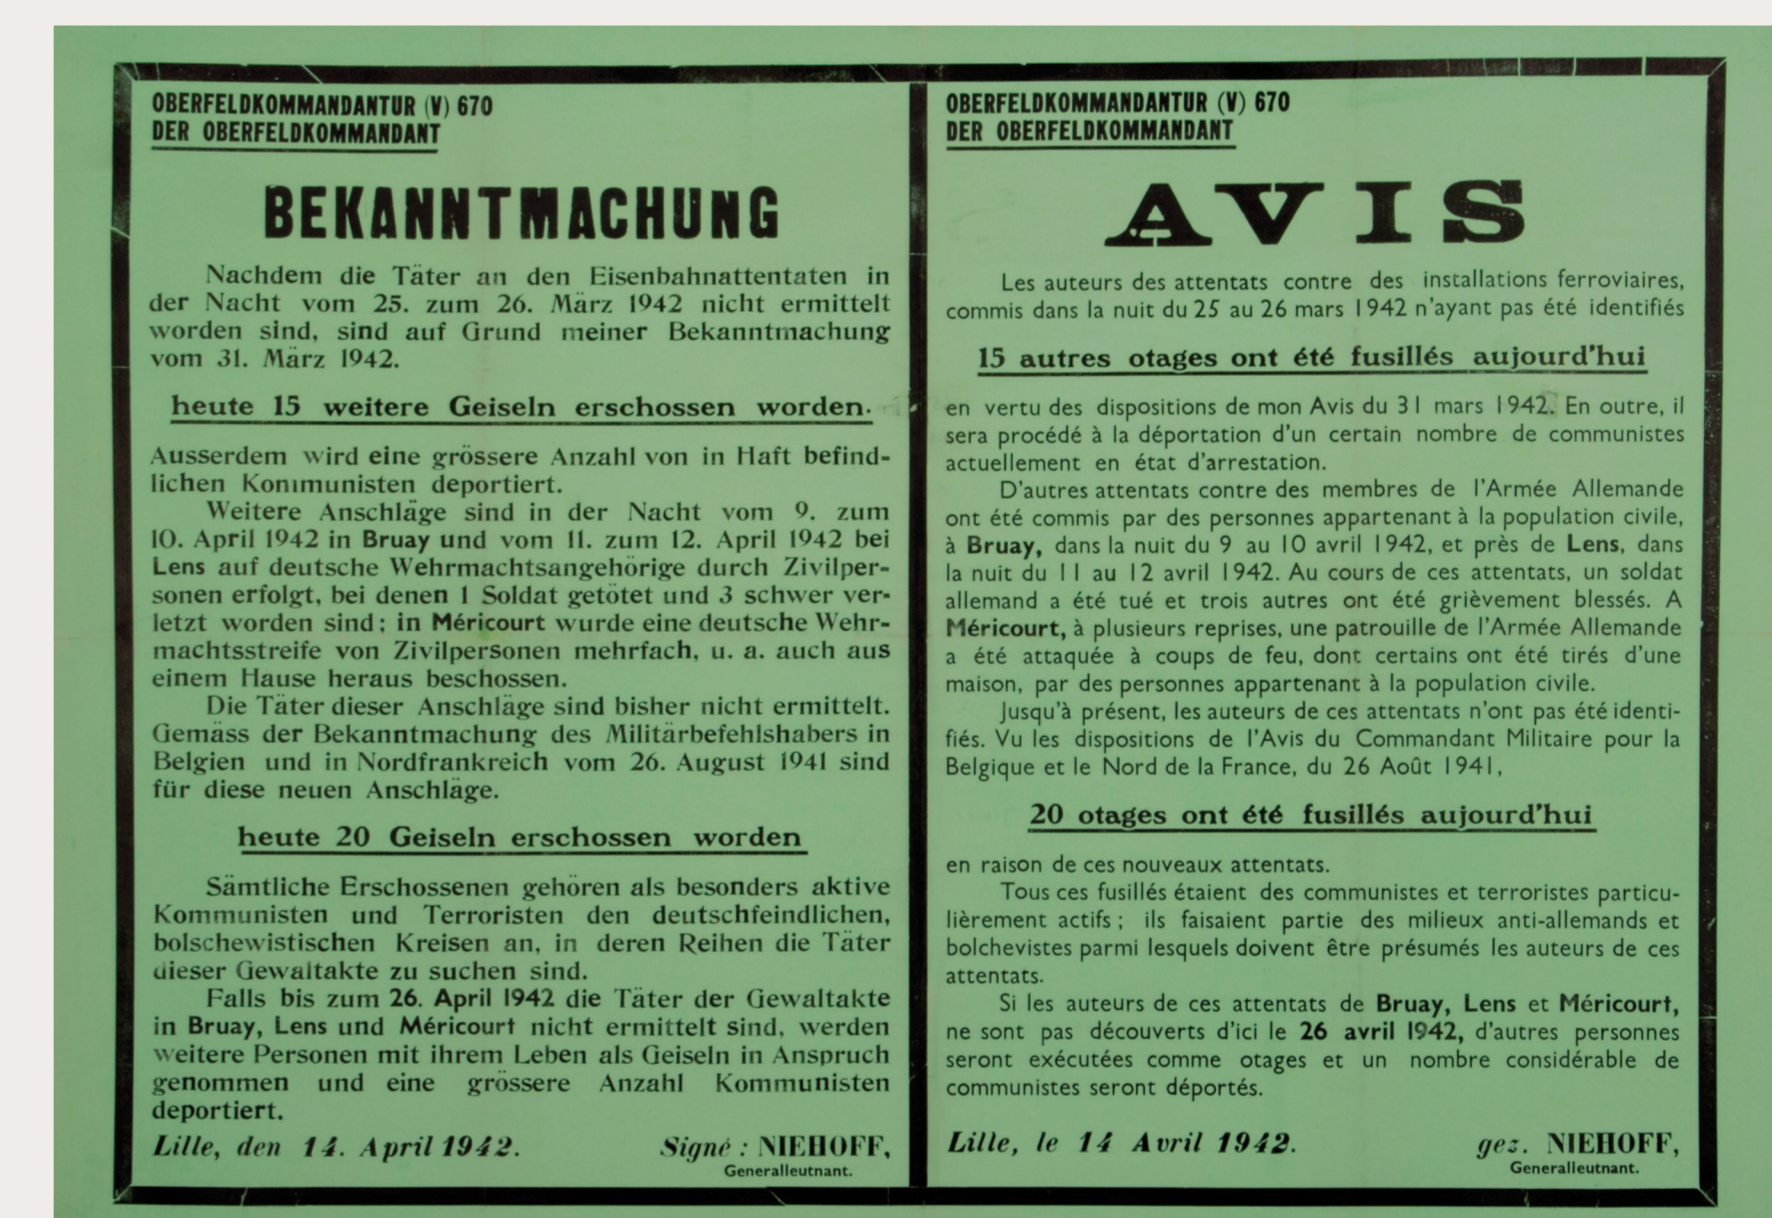 OBERFELDKOMMANDANTUR (V) 670
DER OBERFELDKOMMANDANT
BEKANNTMACHUNG
Nachdem die Täter an den Eisenbahnattentaten in
der Nacht vom 25. zum 26. März 1942 nicht ermittelt
worden sind, sind auf Grund meiner Bekanntmachung
vom 31. März 1942.
heute 15 weitere Geiseln erschossen worden.
Ausserdem wird eine grössere Anzahl von in Haft befind-
lichen Kommunisten deportiert.
Weitere Anschläge sind in der Nacht vom 9. zum
10. April 1942 in Bruay und vom 11. zum 12. April 1942 bei
Lens auf deutsche Wehrmachtsangehörige durch Zivilper-
sonen erfolgt, bei denen 1 Soldat getötet und 3 schwer ver-
letzt worden sind; in Méricourt wurde eine deutsche Wehr-
machtsstreife von Zivilpersonen mehrfach, u. a. auch aus
einem Hause heraus beschossen.
Die Täter dieser Anschläge sind bisher nicht ermittelt.
Gemäss der Bekanntmachung des Militärbefehlshabers in
Belgien und in Nordfrankreich vom 26. August 1941 sind
für diese neuen Anschläge.
heute 20 Geiseln erschossen worden
Sämtliche Erschossenen gehören als besonders aktive
Kommunisten und Terroristen den deutschfeindlichen,
bolschewistischen Kreisen an, in deren Reihen die Täter
dieser Gewaltakte zu suchen sind.
Falls bis zum 26. April 1942 die Täter der Gewaltakte
in Bruay, Lens und Méricourt nicht ermittelt sind, werden
weitere Personen mit ihrem Leben als Geiseln in Anspruch
genommen und eine grössere Anzahl Kommunisten
deportiert.
Lille, den 14. April 1942. Signé : NIEHOFF,
Generalleutnant.
OBERFELDKOMMANDANTUR (V) 670
DER OBERFELDKOMMANDANT
AVIS
Les auteurs des attentats contre des installations ferroviaires,
commis dans la nuit du 25 au 26 mars 1942 n'ayant pas été identifiés
15 autres otages ont été fusillés aujourd'hui
en vertu des dispositions de mon Avis du 31 mars 1942. En outre, il
sera procédé à la déportation d'un certain nombre de communistes
actuellement en état d'arrestation.
D'autres attentats contre des membres de l'Armée Allemande
ont été commis par des personnes appartenant à la population civile,
à Bruay, dans la nuit du 9 au 10 avril 1942, et près de Lens, dans
la nuit du 11 au 12 avril 1942. Au cours de ces attentats, un soldat
allemand a été tué et trois autres ont été grièvement blessés. A
Méricourt, à plusieurs reprises, une patrouille de l'Armée Allemande
a été attaquée à coups de feu, dont certains ont été tirés d'une
maison, par des personnes appartenant à la population civile.
Jusqu'à présent, les auteurs de ces attentats n'ont pas été identi-
fiés. Vu les dispositions de l'Avis du Commandant Militaire pour la
Belgique et le Nord de la France, du 26 Août 1941,
20 otages ont été fusillés aujourd'hui
en raison de ces nouveaux attentats.
Tous ces fusillés étaient des communistes et terroristes particu-
lièrement actifs ; ils faisaient partie des milieux anti-allemands et
bolchevistes parmi lesquels doivent être présumés les auteurs de ces
attentats.
Si les auteurs de ces attentats de Bruay, Lens et Méricourt,
ne sont pas découverts d'ici le 26 avril 1942, d'autres personnes
seront exécutées comme otages et un nombre considérable de
communistes seront déportés.
Lille, le 14 Avril 1942. gez. NIEHOFF,
Generalleutnant.